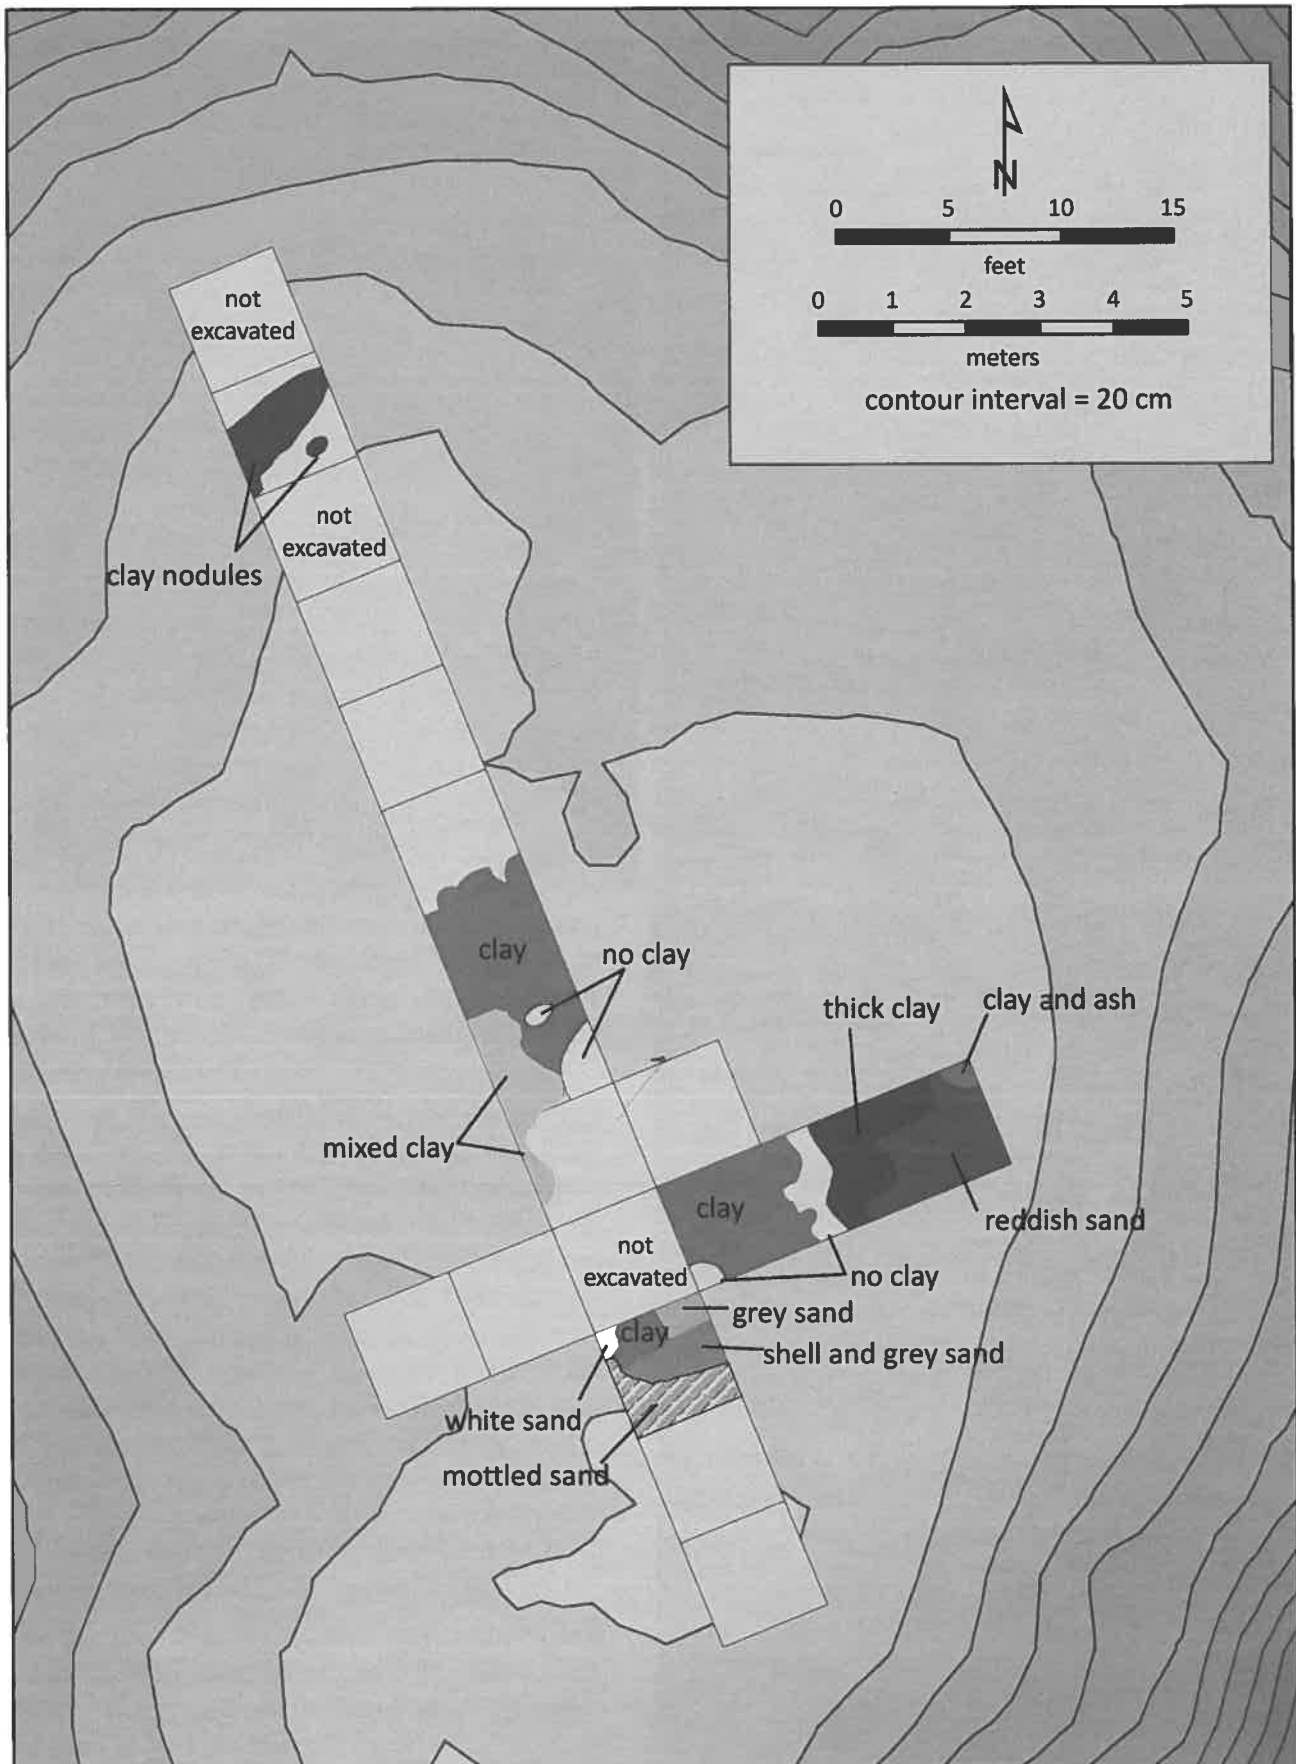 N
0 5 10 15
feet
0 1 2 3 4 5
meters
contour interval = 20 cm
not
excavated
not
excavated
clay nodules
clay
no clay
thick clay
clay and ash
mixed clay
clay
reddish sand
not
excavated
no clay
grey sand
clay
shell and grey sand
white sand
mottled sand